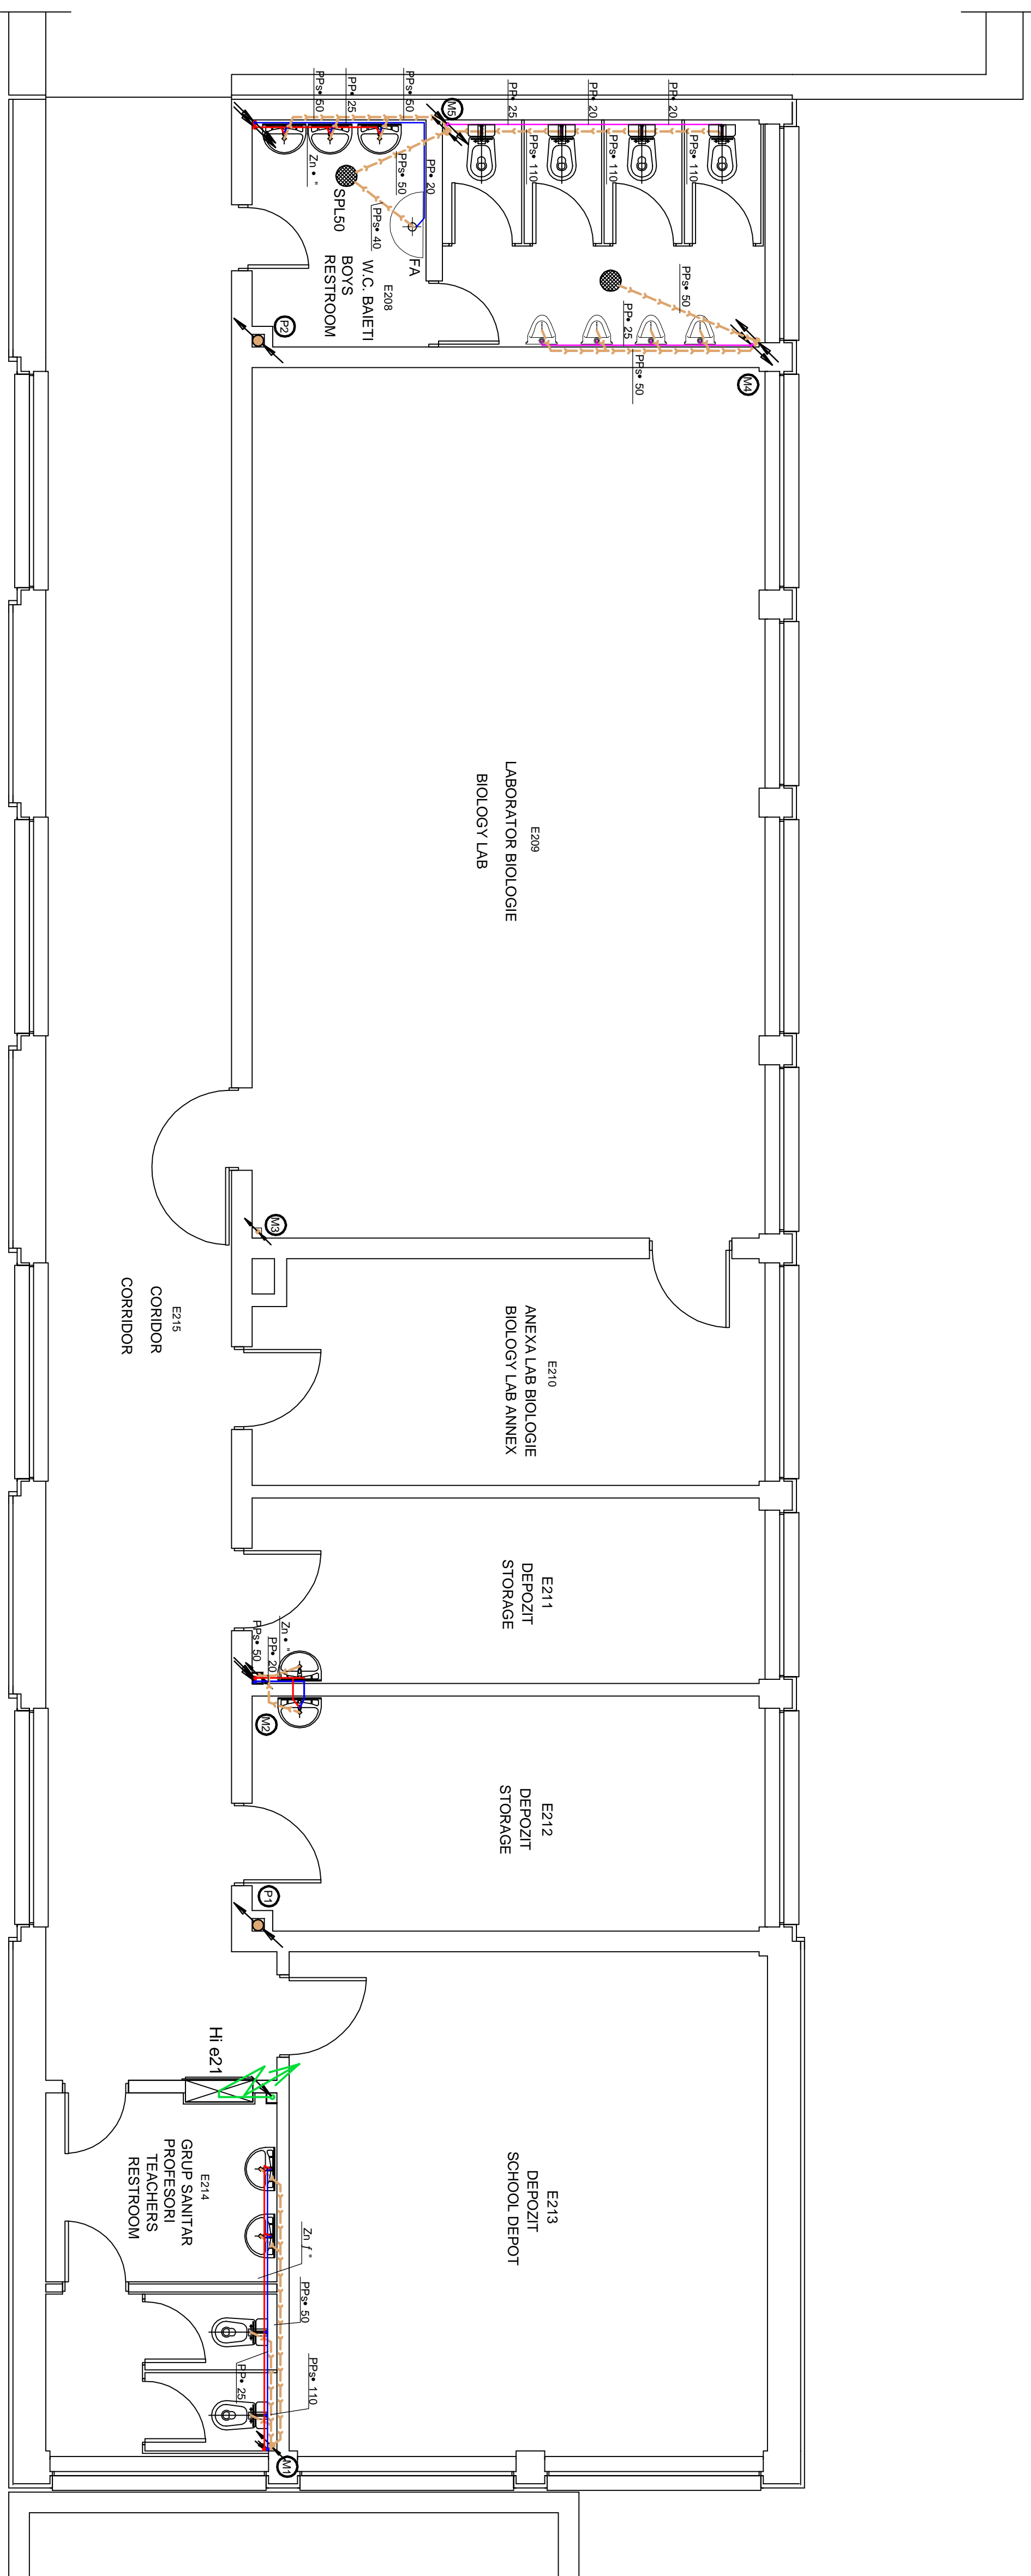 PPs• 50
PP• 25
PPs• 50
M5
PP• 25
PP• 20
PP• 20
Zn • "
PPs• 50
PP• 20
PPs• 110
PPs• 110
PPs• 110
SPL50
PPs• 40
FA
E208
W.C. BAIETI
BOYS
RESTROOM
P2
PPs• 50
PP• 25
PPs• 50
M4
E209
LABORATOR BIOLOGIE
BIOLOGY LAB
M3
E215
CORIDOR
CORRIDOR
E210
ANEXA LAB BIOLOGIE
BIOLOGY LAB ANNEX
E211
DEPOZIT
STORAGE
Zn • "
PP• 20
PPs• 50
M2
E212
DEPOZIT
STORAGE
P1
Hi e21
E213
DEPOZIT
SCHOOL DEPOT
E214
GRUP SANITAR
PROFESORI
TEACHERS
RESTROOM
Zn f "
PPs• 50
PPs• 110
PP• 25
M1